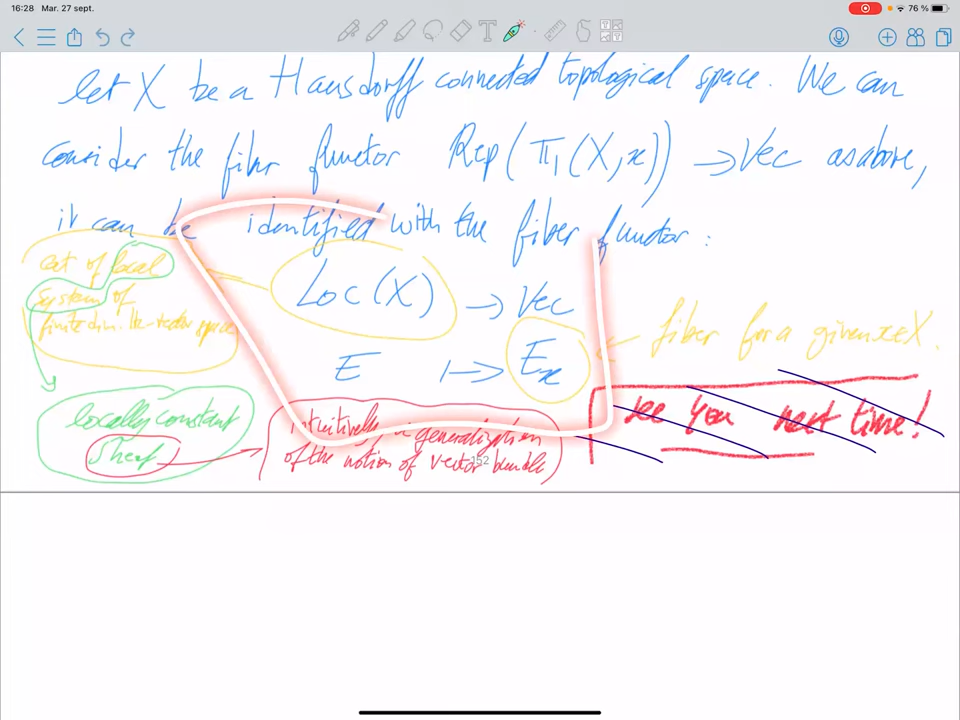 16:28 Mar. 27 sept. 76 %
let X be a Hausdorff connected topological space. We can
consider the fiber functor Rep(π₁(X,x)) → Vec as above,
it can be identified with the fiber functor :
cat of local
system of
finite dim. k-vector space
Loc(X) → Vec
E ↦ Eₓ
← fiber for a given x∈X.
locally constant
sheaf
intuitively a generalization
of the notion of vector bundle
152
see you next time!